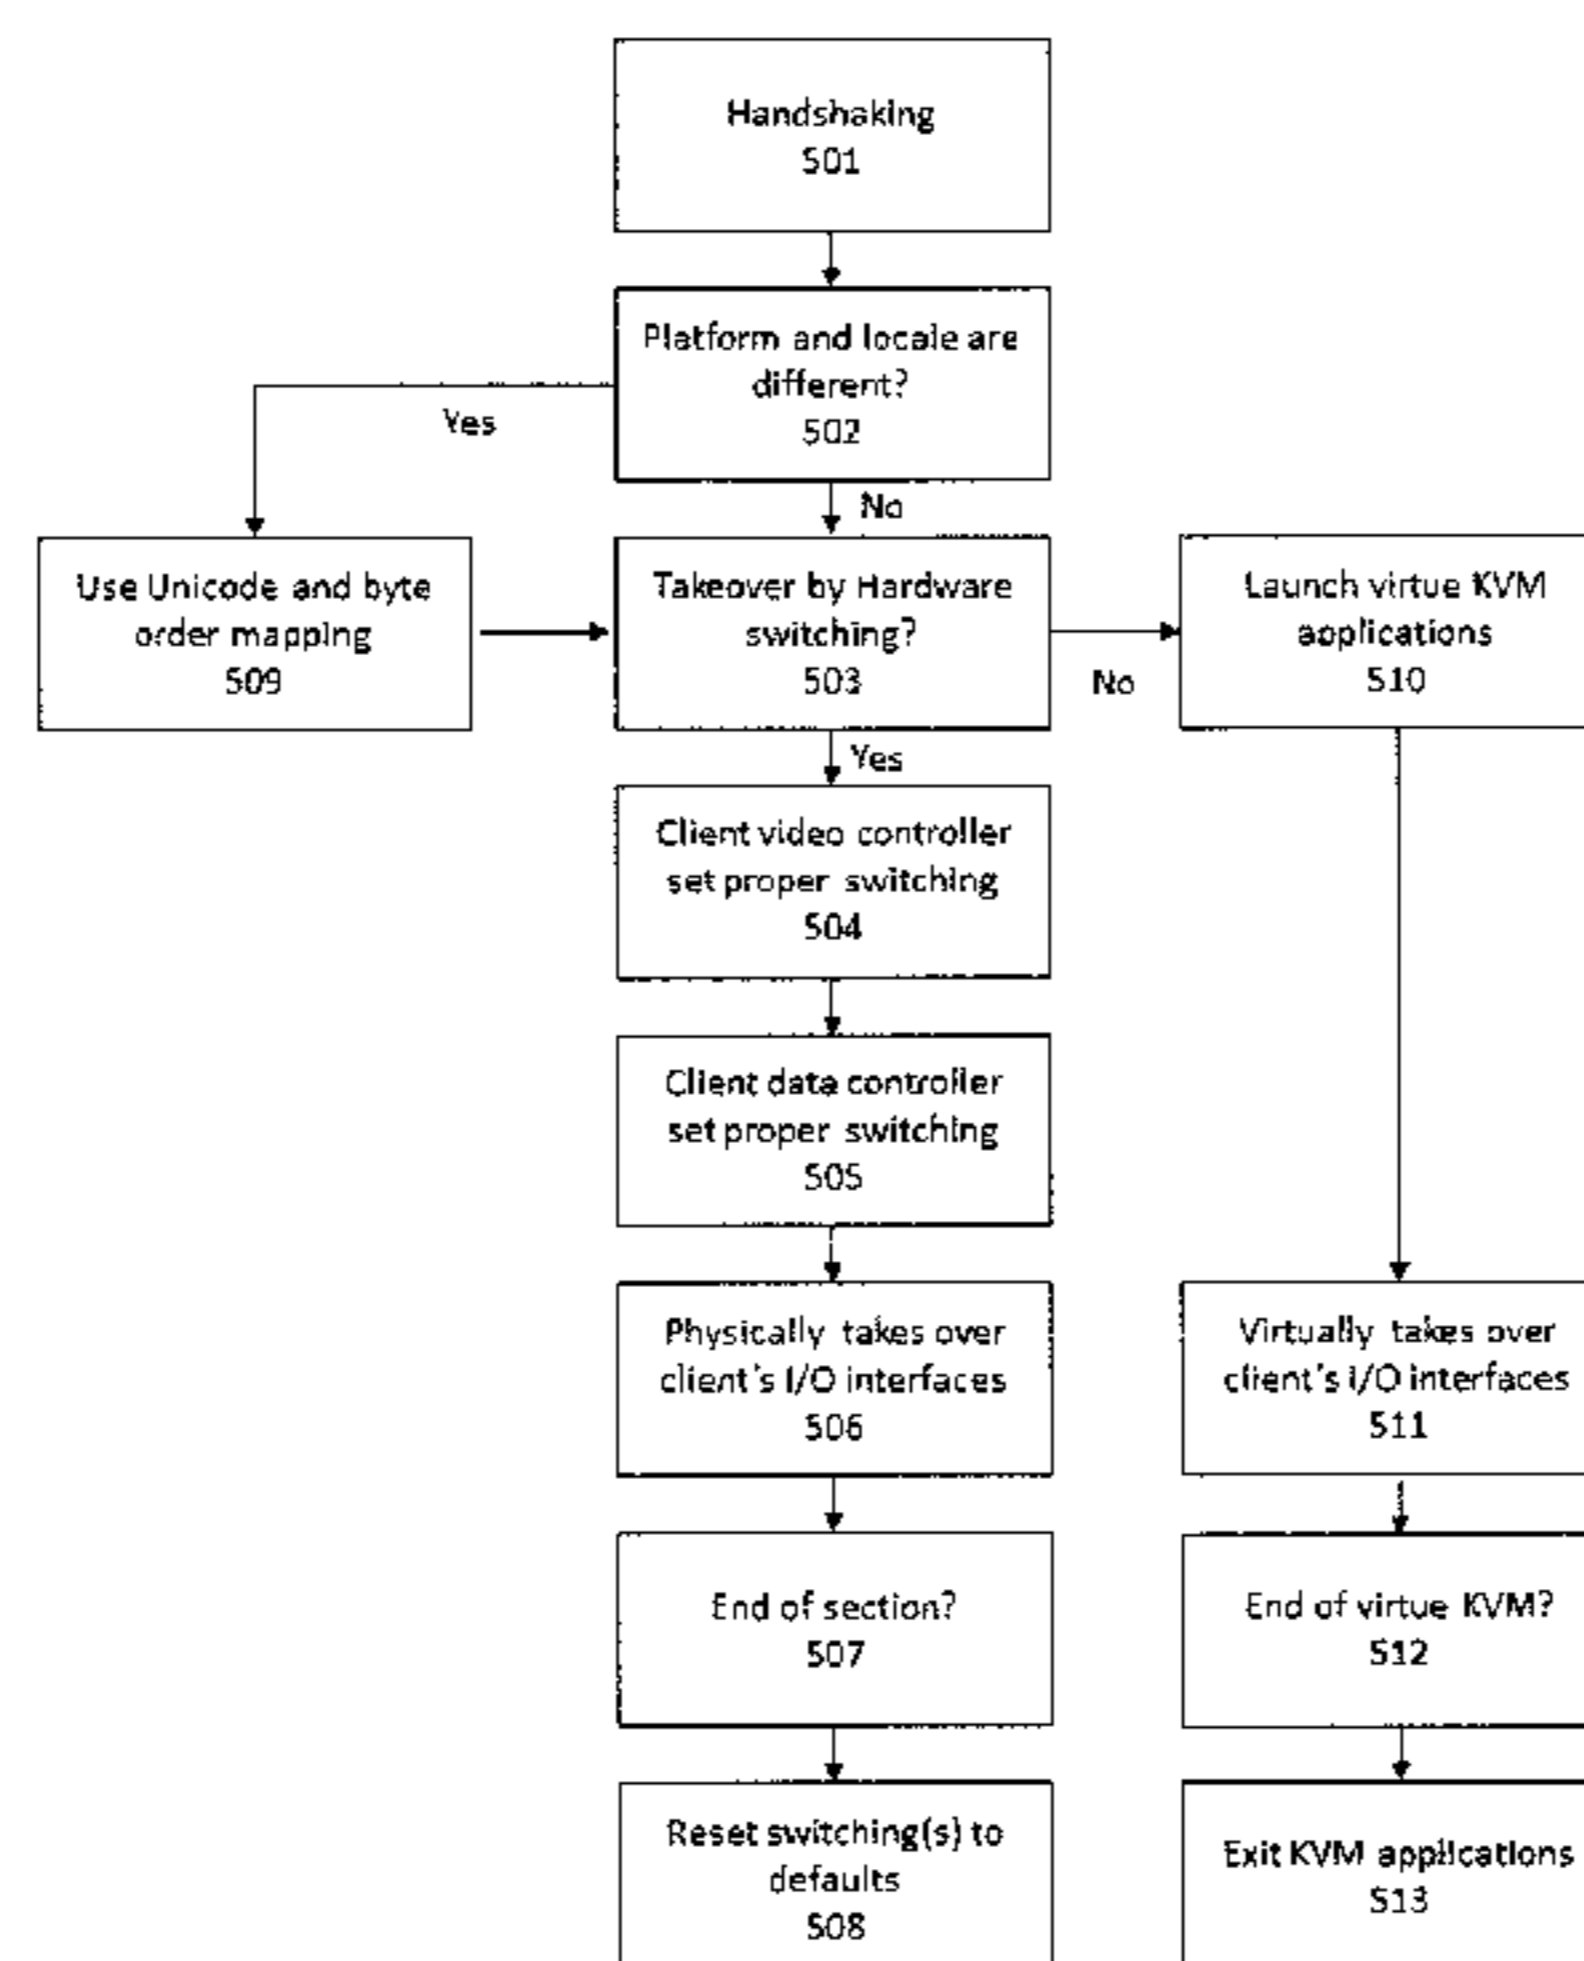 Handshaking
501
Platform and locale are
different?
502
Yes
No
Use Unicode and byte
order mapping
509
Takeover by Hardware
switching?
503
No
Launch virtue KVM
applications
510
Yes
Client video controller
set proper switching
504
Client data controller
set proper switching
505
Physically takes over
client's I/O interfaces
506
Virtually takes over
client's I/O interfaces
511
End of section?
507
End of virtue KVM?
512
Reset switching(s) to
defaults
508
Exit KVM applications
513